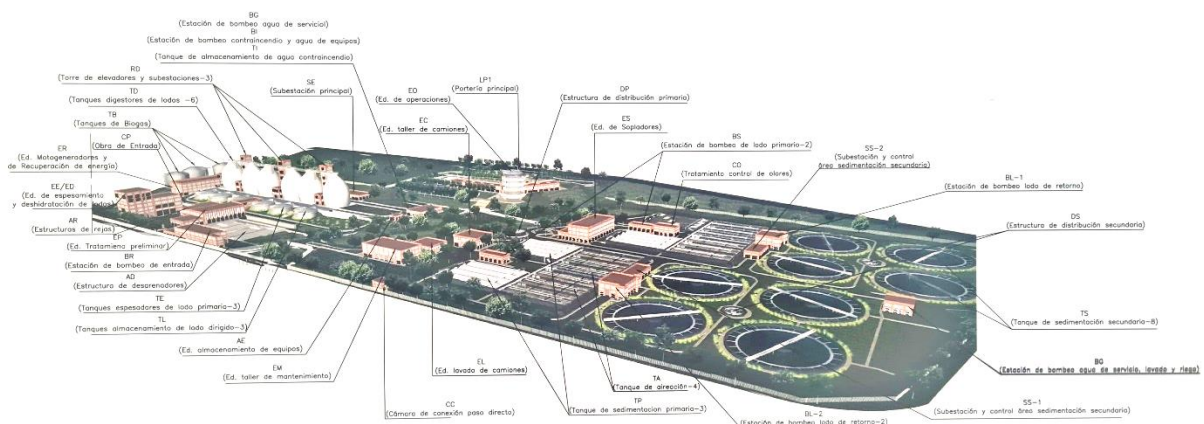 BG
(Estación de bombeo agua de servicio)
BI
(Estación de bombeo contraincendio y agua de equipos)
TI
(Tanque de almacenamiento de agua contraincendio)
RD
(Torre de elevadores y subestaciones-3)
TD
(Tanques digestores de lodos -6)
TB
(Tanques de Biogas)
CP
(Obra de Entrada)
ER
(Ed. Motogeneradores y
de Recuperación de energía)
EE/ED
(Ed. de espesamiento
y deshidratación de lodos)
AR
(Estructuras de rejas)
EP
(Ed. Tratamieno preliminar)
BR
(Estación de bombeo de entrada)
AD
(Estructura de desarenadores)
TE
(Tanques espesadores de lodo primario-3)
TL
(Tanques almacenamiento de lodo dirigido-3)
AE
(Ed. almacenamiento de equipos)
EM
(Ed. taller de mantenimiento)
SE
(Subestación principal)
EO
(Ed. de operaciones)
EC
(Ed. taller de camiones)
LP1
(Portería principal)
DP
(Estructura de distribución primaria)
ES
(Ed. de Sopladores)
BS
(Estación de bombeo de lodo primario-2)
CO
(Tratamiento control de olores)
SS-2
(Subestación y control
área sedimentación secundaria)
BL-1
(Estación de bombeo lodo de retorno)
DS
(Estructura de distribución secundaria)
TS
(Tanque de sedimentación secundario-8)
BG
(Estación de bombeo agua de servicio, lavado y riego)
SS-1
(Subestación y control área sedimentación secundaria)
BL-2
(Estación de bombeo lodo de retorno-2)
TA
(Tanque de aireación-4)
TP
(Tanque de sedimentacion primario-3)
EL
(Ed. lavado de camiones)
CC
(Cámara de conexión paso directo)